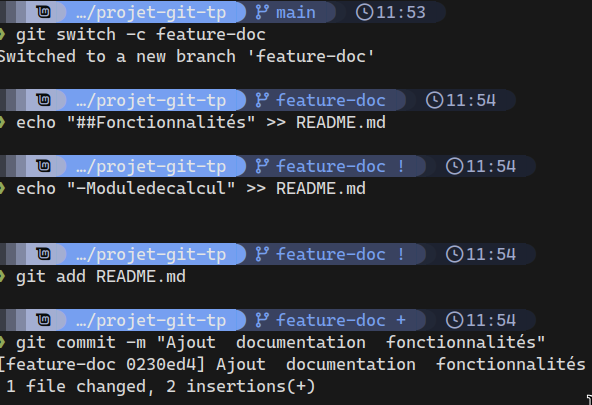 …/projet-git-tp main 11:53
❯ git switch -c feature-doc
Switched to a new branch 'feature-doc'
…/projet-git-tp feature-doc 11:54
❯ echo "##Fonctionnalités" >> README.md
…/projet-git-tp feature-doc ! 11:54
❯ echo "-Moduledecalcul" >> README.md
…/projet-git-tp feature-doc ! 11:54
❯ git add README.md
…/projet-git-tp feature-doc + 11:54
❯ git commit -m "Ajout  documentation  fonctionnalités"
[feature-doc 0230ed4] Ajout  documentation  fonctionnalités
1 file changed, 2 insertions(+)